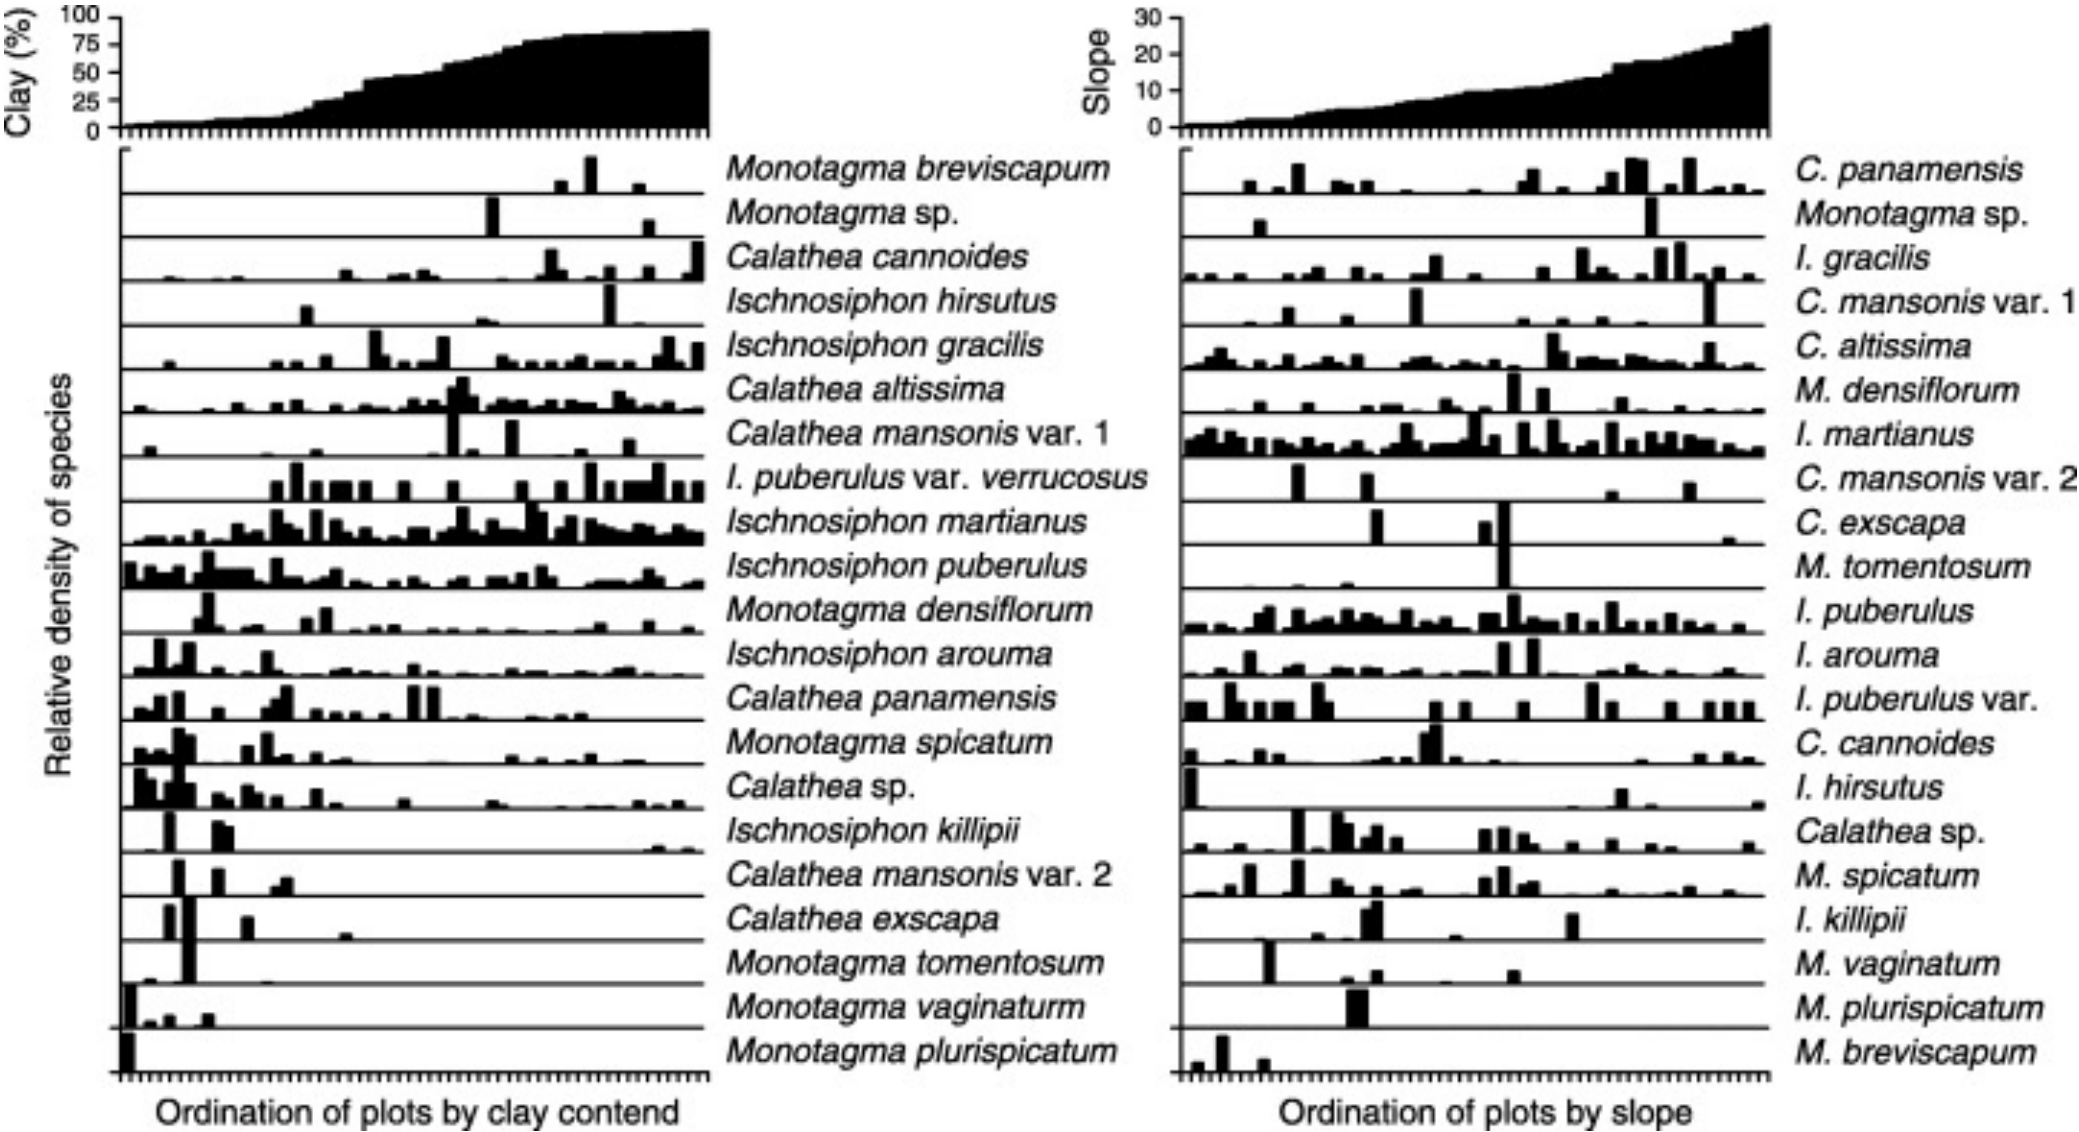 Clay (%)
100
75
50
25
0
Relative density of species
Monotagma breviscapum
Monotagma sp.
Calathea cannoides
Ischnosiphon hirsutus
Ischnosiphon gracilis
Calathea altissima
Calathea mansonis var. 1
I. puberulus var. verrucosus
Ischnosiphon martianus
Ischnosiphon puberulus
Monotagma densiflorum
Ischnosiphon arouma
Calathea panamensis
Monotagma spicatum
Calathea sp.
Ischnosiphon killipii
Calathea mansonis var. 2
Calathea exscapa
Monotagma tomentosum
Monotagma vaginaturm
Monotagma plurispicatum
Ordination of plots by clay contend
Slope
30
20
10
0
C. panamensis
Monotagma sp.
I. gracilis
C. mansonis var. 1
C. altissima
M. densiflorum
I. martianus
C. mansonis var. 2
C. exscapa
M. tomentosum
I. puberulus
I. arouma
I. puberulus var.
C. cannoides
I. hirsutus
Calathea sp.
M. spicatum
I. killipii
M. vaginatum
M. plurispicatum
M. breviscapum
Ordination of plots by slope